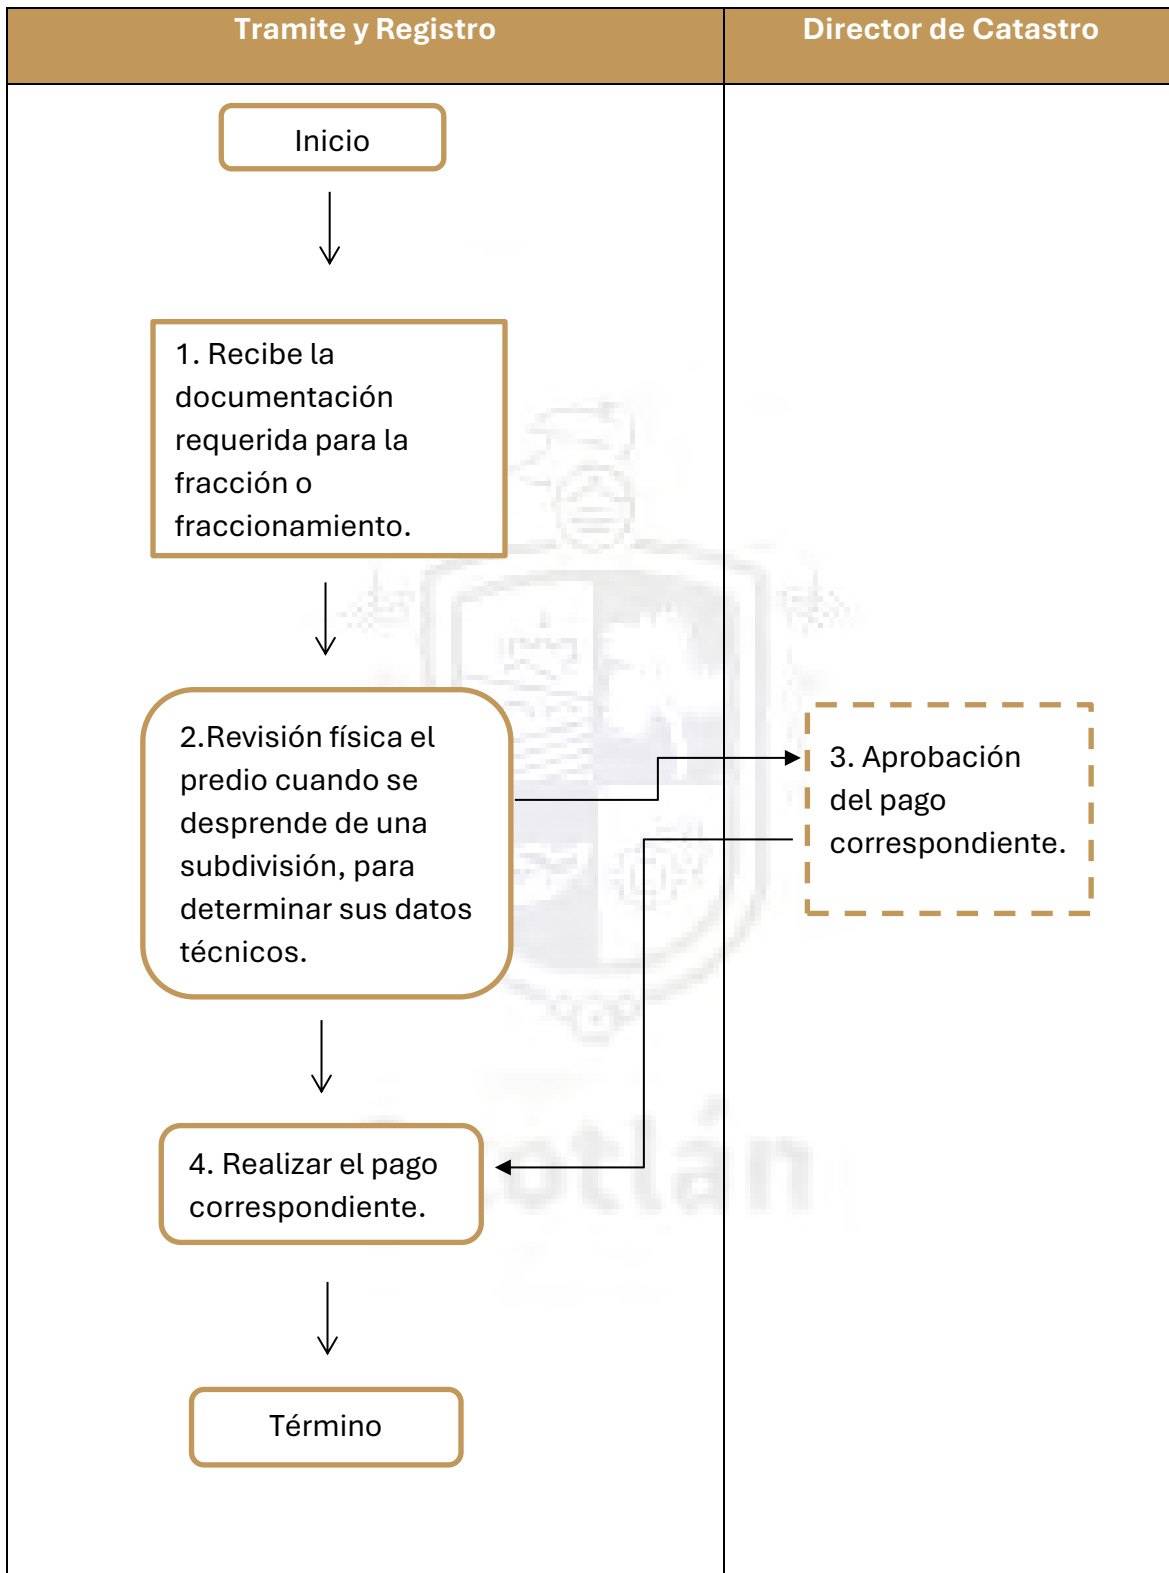 Tramite y Registro
Director de Catastro
Inicio
1. Recibe la
documentación
requerida para la
fracción o
fraccionamiento.
2.Revisión física el
predio cuando se
desprende de una
subdivisión, para
determinar sus datos
técnicos.
3. Aprobación
del pago
correspondiente.
4. Realizar el pago
correspondiente.
Término